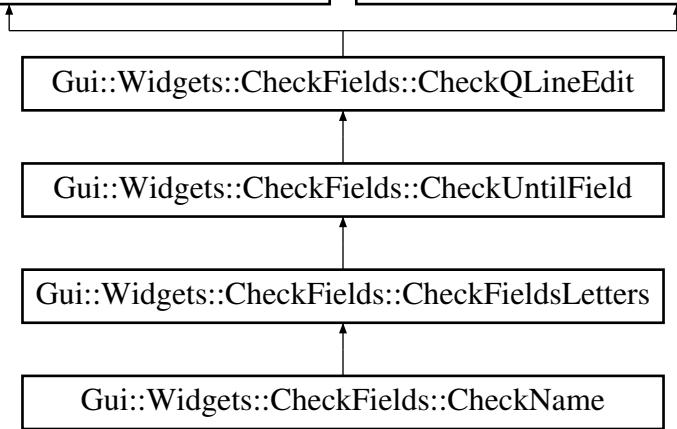 Gui::Widgets::CheckFields::CheckQLineEdit
Gui::Widgets::CheckFields::CheckUntilField
Gui::Widgets::CheckFields::CheckFieldsLetters
Gui::Widgets::CheckFields::CheckName